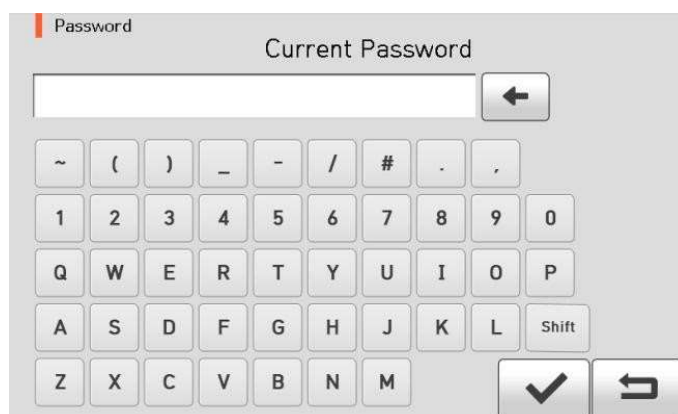 Password
Current Password
~ ( ) _ - / # . ,
1 2 3 4 5 6 7 8 9 0
Q W E R T Y U I O P
A S D F G H J K L Shift
Z X C V B N M